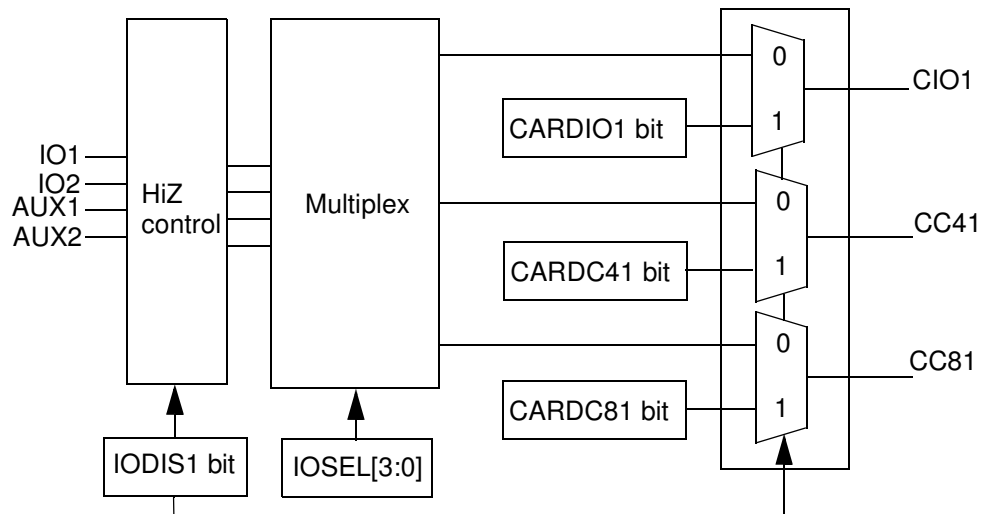 IO1
IO2
AUX1
AUX2
HiZ
control
Multiplex
IODIS1 bit
IOSEL[3:0]
CARDIO1 bit
0
1
CIO1
CARDC41 bit
0
1
CC41
CARDC81 bit
0
1
CC81